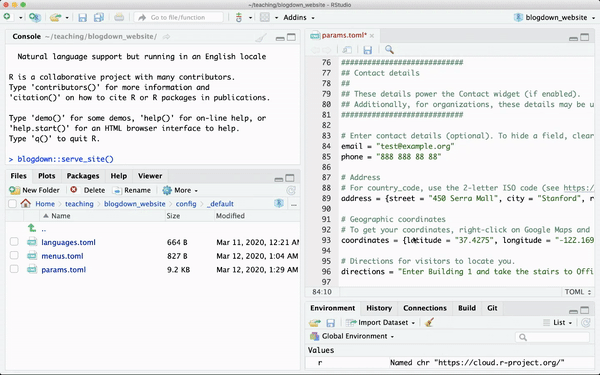 ~/teaching/blogdown_website - RStudio
Go to file/function
Addins
blogdown_website
Console ~/teaching/blogdown_website/
Natural language support but running in an English locale
R is a collaborative project with many contributors.
Type 'contributors()' for more information and
'citation()' on how to cite R or R packages in publications.
Type 'demo()' for some demos, 'help()' for on-line help, or
'help.start()' for an HTML browser interface to help.
Type 'q()' to quit R.
> blogdown::serve_site()
Files Plots Packages Help Viewer
New Folder Delete Rename More
Home teaching blogdown_website config _default ...
Name Size Modified
..
languages.toml 664 B Mar 11, 2020, 12:21 A
menus.toml 827 B Mar 12, 2020, 1:04 A
params.toml 9.2 KB Mar 12, 2020, 1:29 A
params.toml*
76 ###########################
77 ## Contact details
78 ##
79 ## These details power the Contact widget (if enabled).
80 ## Additionally, for organizations, these details may be u
81 ###########################
82
83 # Enter contact details (optional). To hide a field, clear
84 email = "test@example.org"
85 phone = "888 888 88 88"
86
87 # Address
88 # For country_code, use the 2-letter ISO code (see https:/
89 address = {street = "450 Serra Mall", city = "Stanford", r
90
91 # Geographic coordinates
92 # To get your coordinates, right-click on Google Maps and
93 coordinates = {latitude = "37.4275", longitude = "-122.169
94
95 # Directions for visitors to locate you.
96 directions = "Enter Building 1 and take the stairs to Offi
97
84:10 TOML
Environment History Connections Build Git
Import Dataset List
Global Environment
Values
r Named chr "https://cloud.r-project.org/"